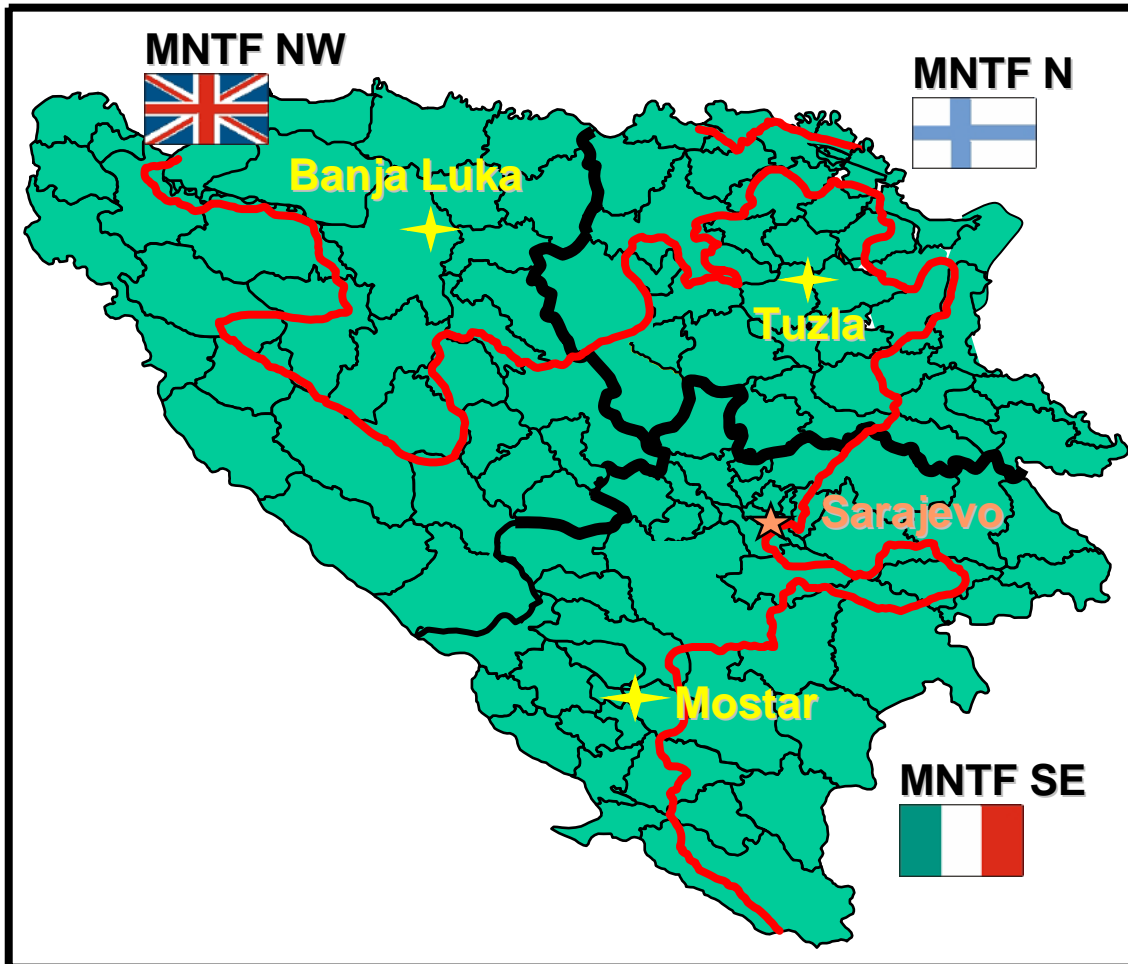 MNTF NW
MNTF N
Banja Luka
Tuzla
Sarajevo
Mostar
MNTF SE